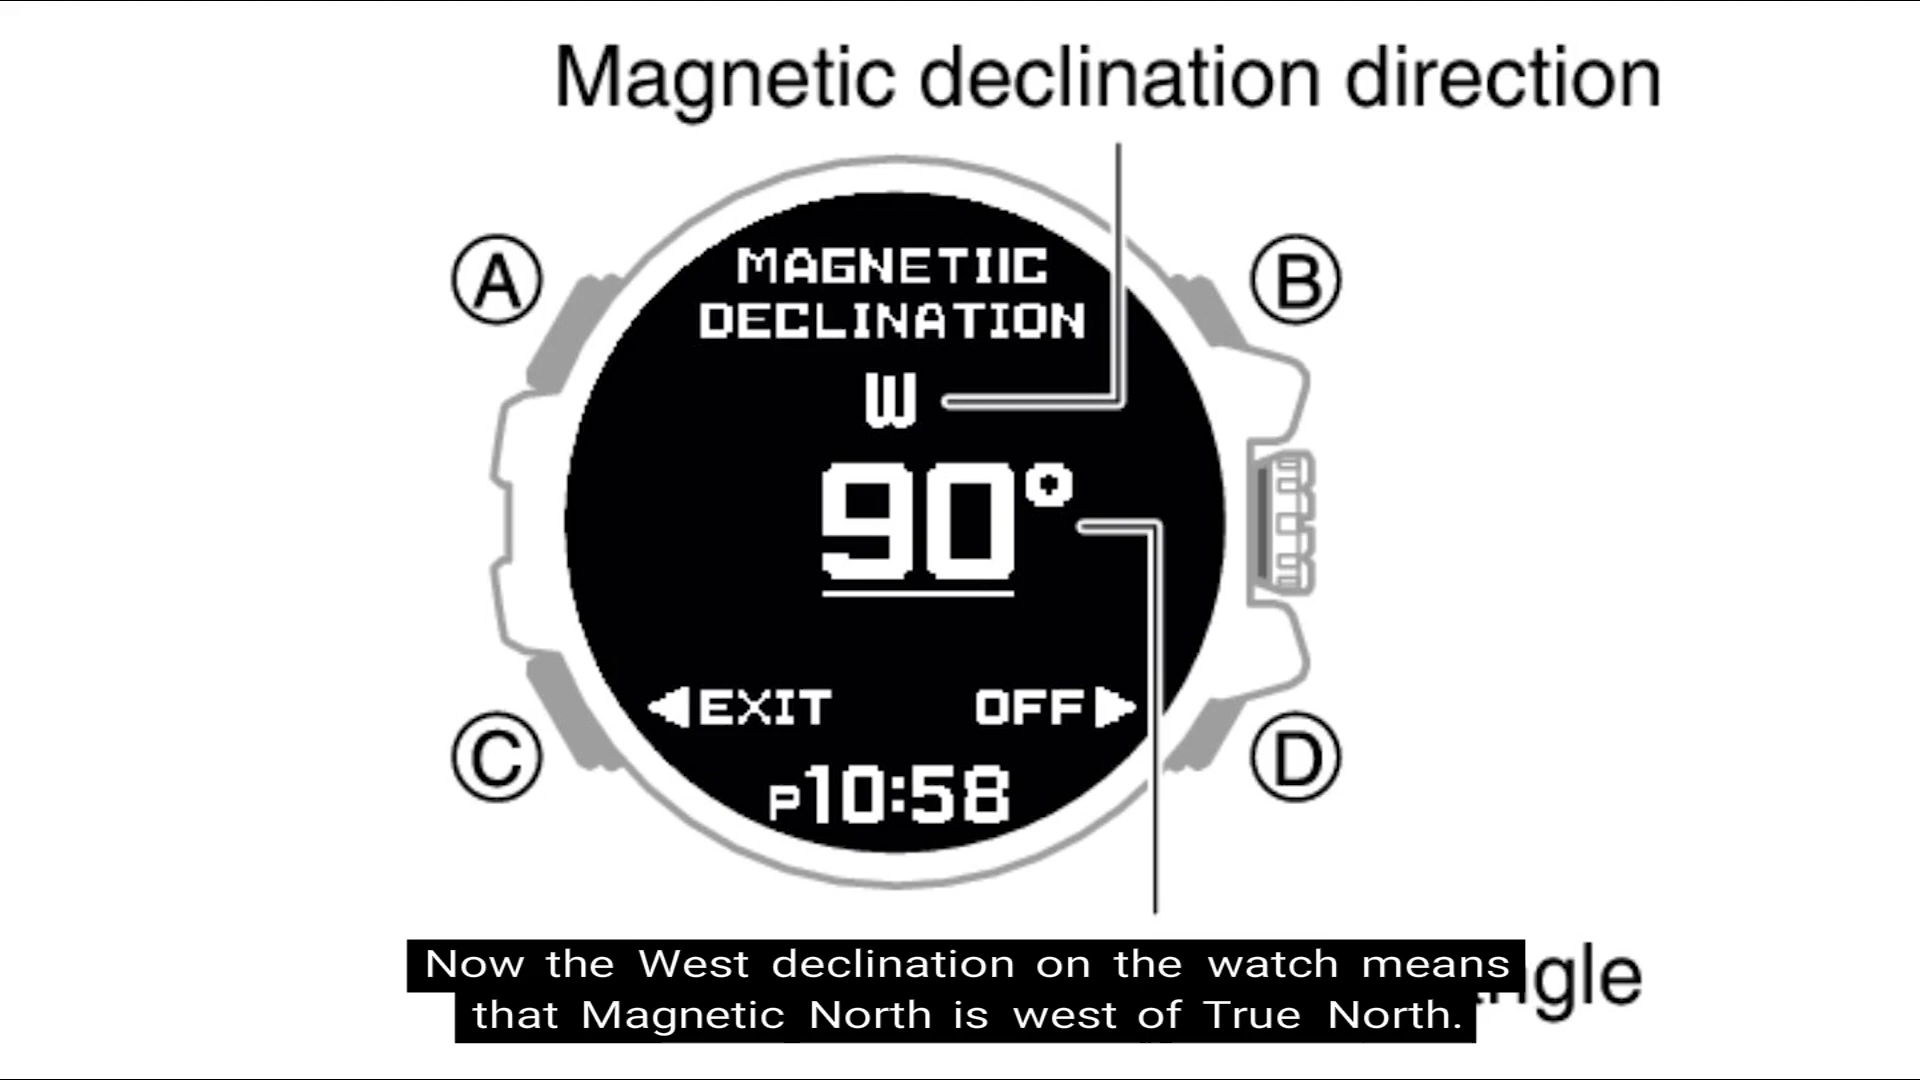 Magnetic declination direction
A
B
MAGNETIIC
DECLINATION
W
90°
◀EXIT OFF▶
C
D
P10:58
Now the West declination on the watch means
that Magnetic North is west of True North.